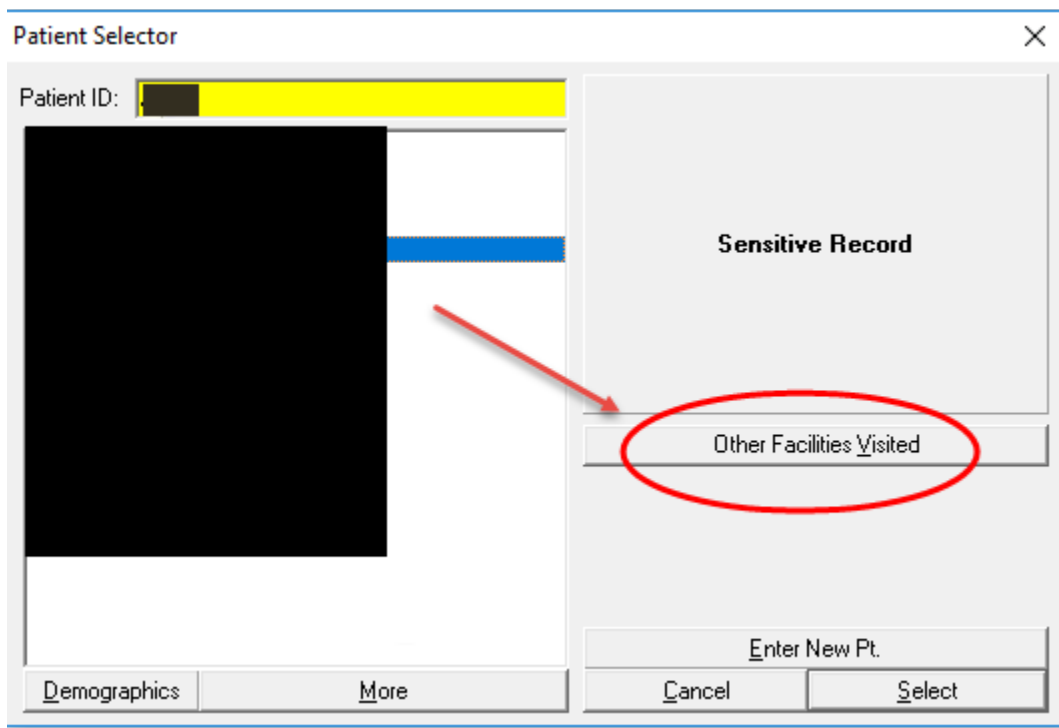 Patient Selector
Patient ID:
Sensitive Record
Other Facilities Visited
Enter New Pt.
Demographics More Cancel Select